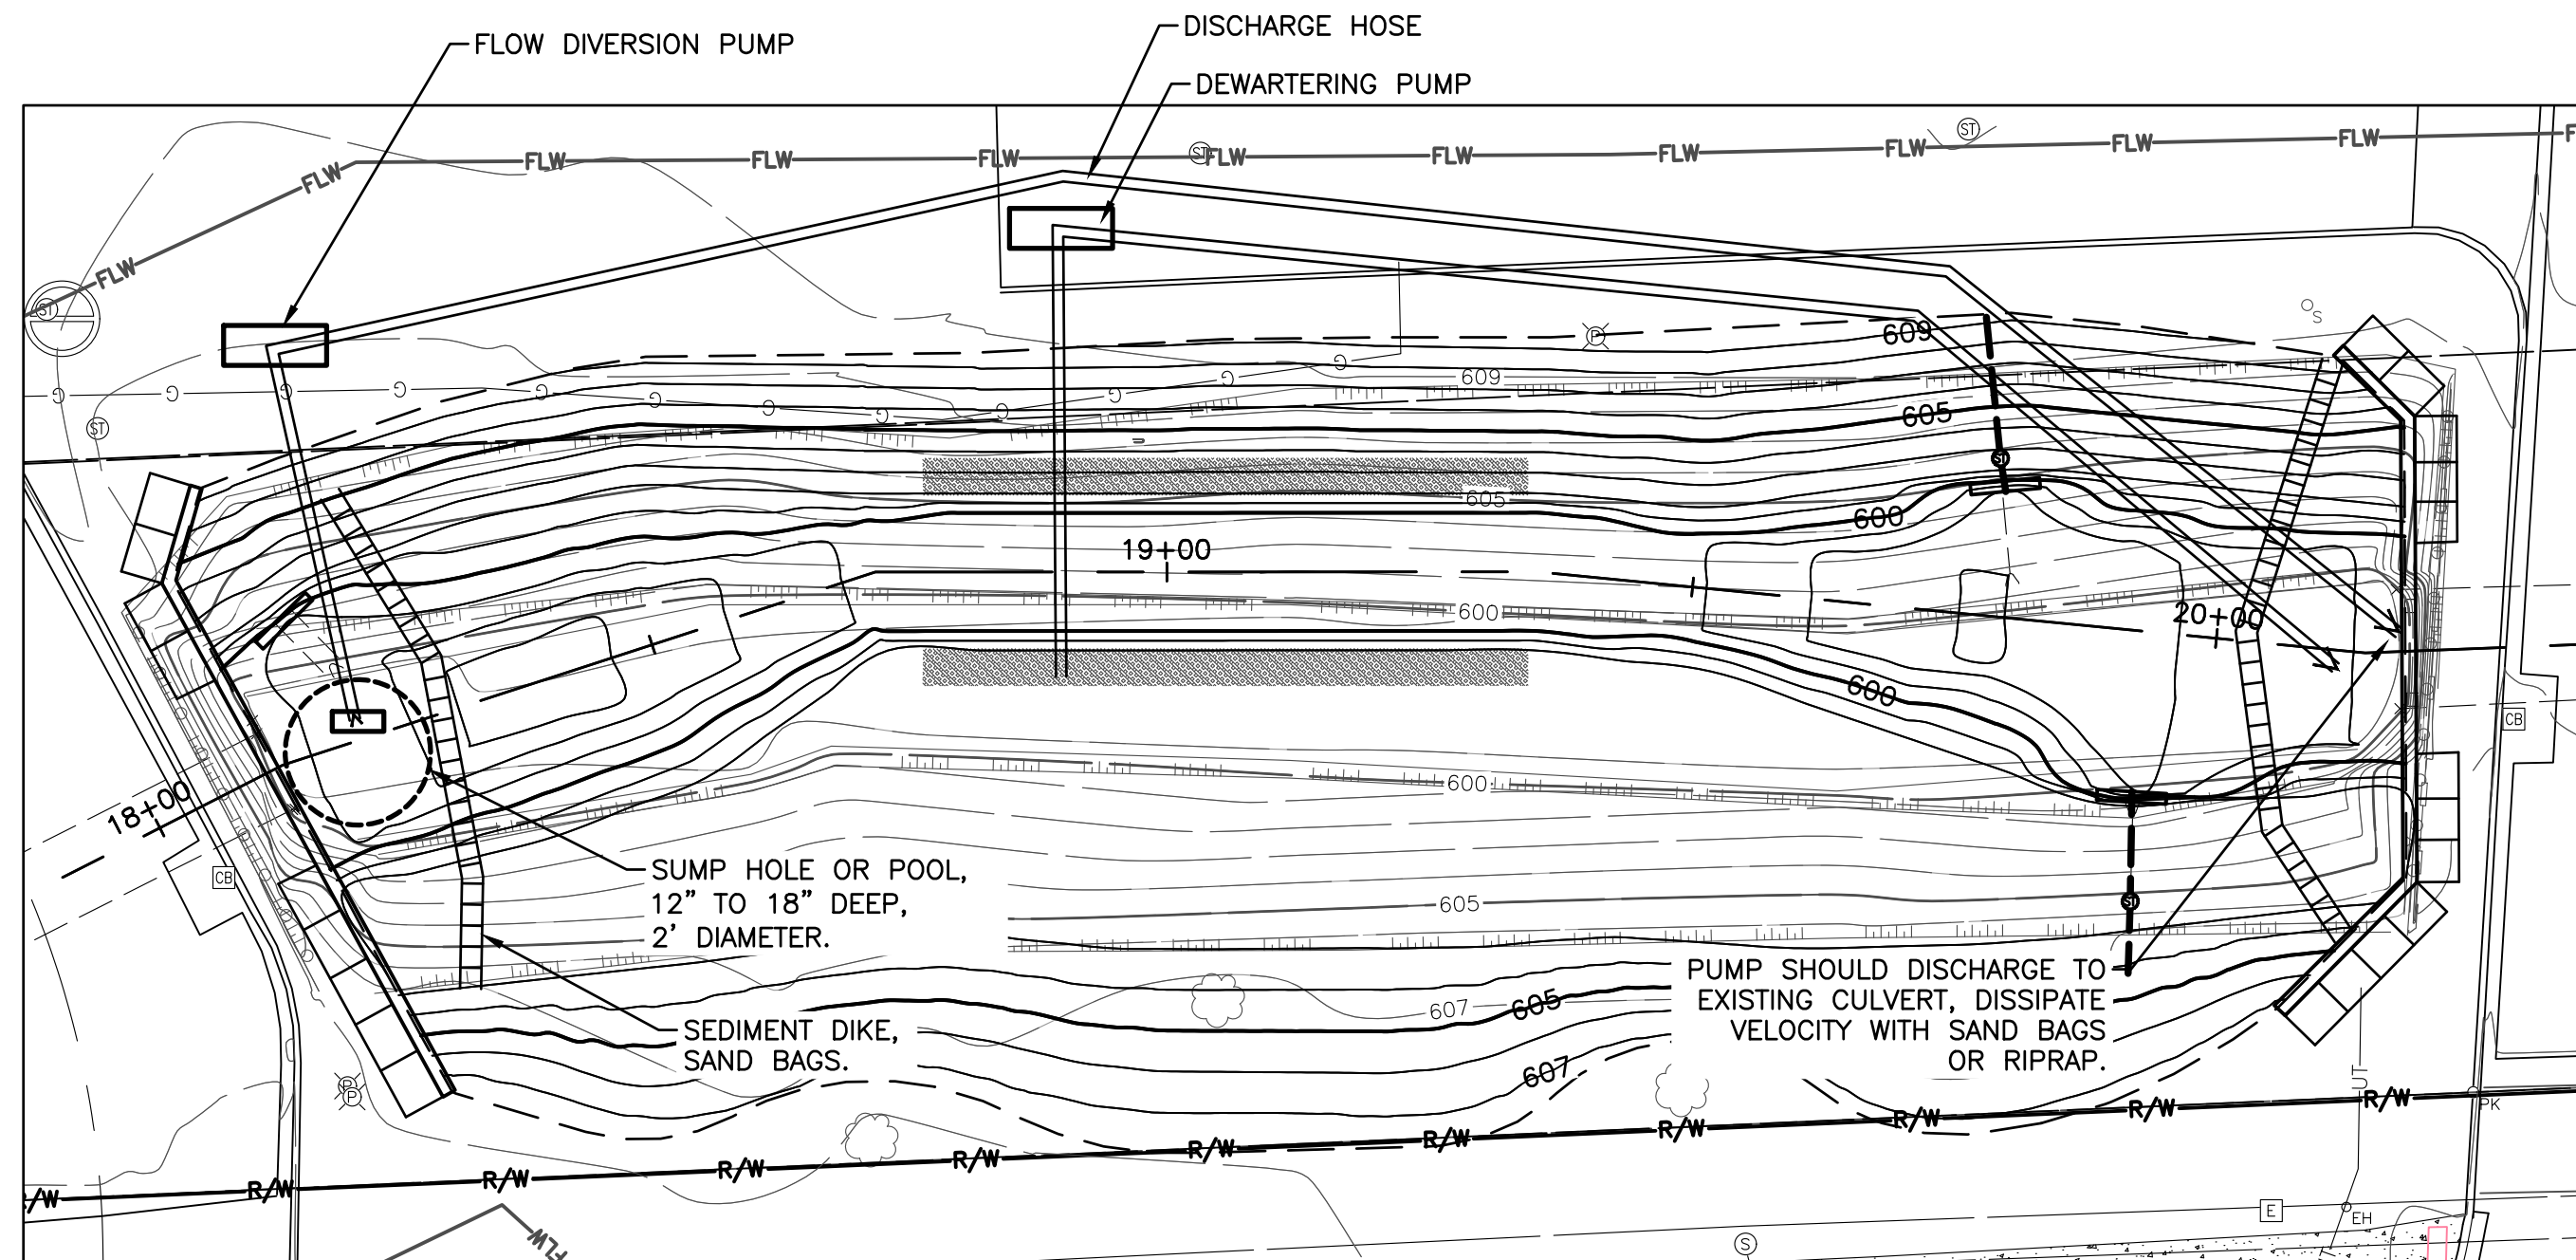 DISCHARGE HOSE
FLOW DIVERSION PUMP
DEWARTERING PUMP
ST
FLW FLW FLW FLW FLW FLW FLW FLW FLW
ST
FLW
FLW
ST
S
P
609
609
G G G G G G G G G G G G
ST
605
605
ST
600
19+00
600
20+00
600
CB
600
18+00
CB
SUMP HOLE OR POOL,
12” TO 18” DEEP,
2’ DIAMETER.
605
ST
PUMP SHOULD DISCHARGE TO
EXISTING CULVERT, DISSIPATE
VELOCITY WITH SAND BAGS
OR RIPRAP.
607
605
SEDIMENT DIKE,
SAND BAGS.
607
UT
P
P
PK
R/W R/W R/W R/W R/W R/W R/W R/W R/W R/W
/W
E
EH
FLW
S